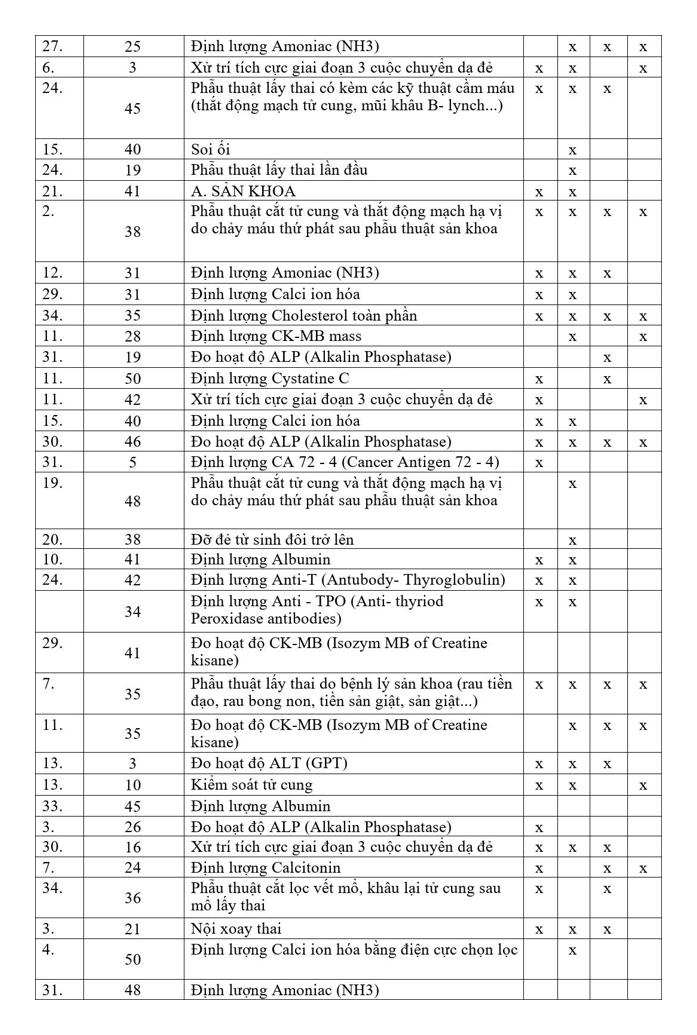 27. 25 Định lượng Amoniac (NH3) x x x
6. 3 Xử trí tích cực giai đoạn 3 cuộc chuyển dạ đẻ x x x
24. 45 Phẫu thuật lấy thai có kèm các kỹ thuật cầm máu x x x
(thắt động mạch tử cung, mũi khâu B- lynch...)
15. 40 Soi ối x
24. 19 Phẫu thuật lấy thai lần đầu x
21. 41 A. SẢN KHOA x x
2. 38 Phẫu thuật cắt tử cung và thắt động mạch hạ vị x x x x
do chảy máu thứ phát sau phẫu thuật sản khoa
12. 31 Định lượng Amoniac (NH3) x x x
29. 31 Định lượng Calci ion hóa x x
34. 35 Định lượng Cholesterol toàn phần x x x x
11. 28 Định lượng CK-MB mass x x
31. 19 Đo hoạt độ ALP (Alkalin Phosphatase) x
11. 50 Định lượng Cystatine C x x
11. 42 Xử trí tích cực giai đoạn 3 cuộc chuyển dạ đẻ x x
15. 40 Định lượng Calci ion hóa x x
30. 46 Đo hoạt độ ALP (Alkalin Phosphatase) x x x x
31. 5 Định lượng CA 72 - 4 (Cancer Antigen 72 - 4) x
19. 48 Phẫu thuật cắt tử cung và thắt động mạch hạ vị x
do chảy máu thứ phát sau phẫu thuật sản khoa
20. 38 Đỡ đẻ từ sinh đôi trở lên x
10. 41 Định lượng Albumin x x
24. 42 Định lượng Anti-T (Antubody- Thyroglobulin) x x
34 Định lượng Anti - TPO (Anti- thyriod x x
Peroxidase antibodies)
29. 41 Đo hoạt độ CK-MB (Isozym MB of Creatine
kisane)
7. 35 Phẫu thuật lấy thai do bệnh lý sản khoa (rau tiền x x x x
đạo, rau bong non, tiền sản giật, sản giật...)
11. 35 Đo hoạt độ CK-MB (Isozym MB of Creatine x x x
kisane)
13. 3 Đo hoạt độ ALT (GPT) x x x
13. 10 Kiểm soát tử cung x x x
33. 45 Định lượng Albumin
3. 26 Đo hoạt độ ALP (Alkalin Phosphatase) x
30. 16 Xử trí tích cực giai đoạn 3 cuộc chuyển dạ đẻ x x x
7. 24 Định lượng Calcitonin x x x
34. 36 Phẫu thuật cắt lọc vết mổ, khâu lại tử cung sau x x
mổ lấy thai
3. 21 Nội xoay thai x x x
4. 50 Định lượng Calci ion hóa bằng điện cực chọn lọc x
31. 48 Định lượng Amoniac (NH3)